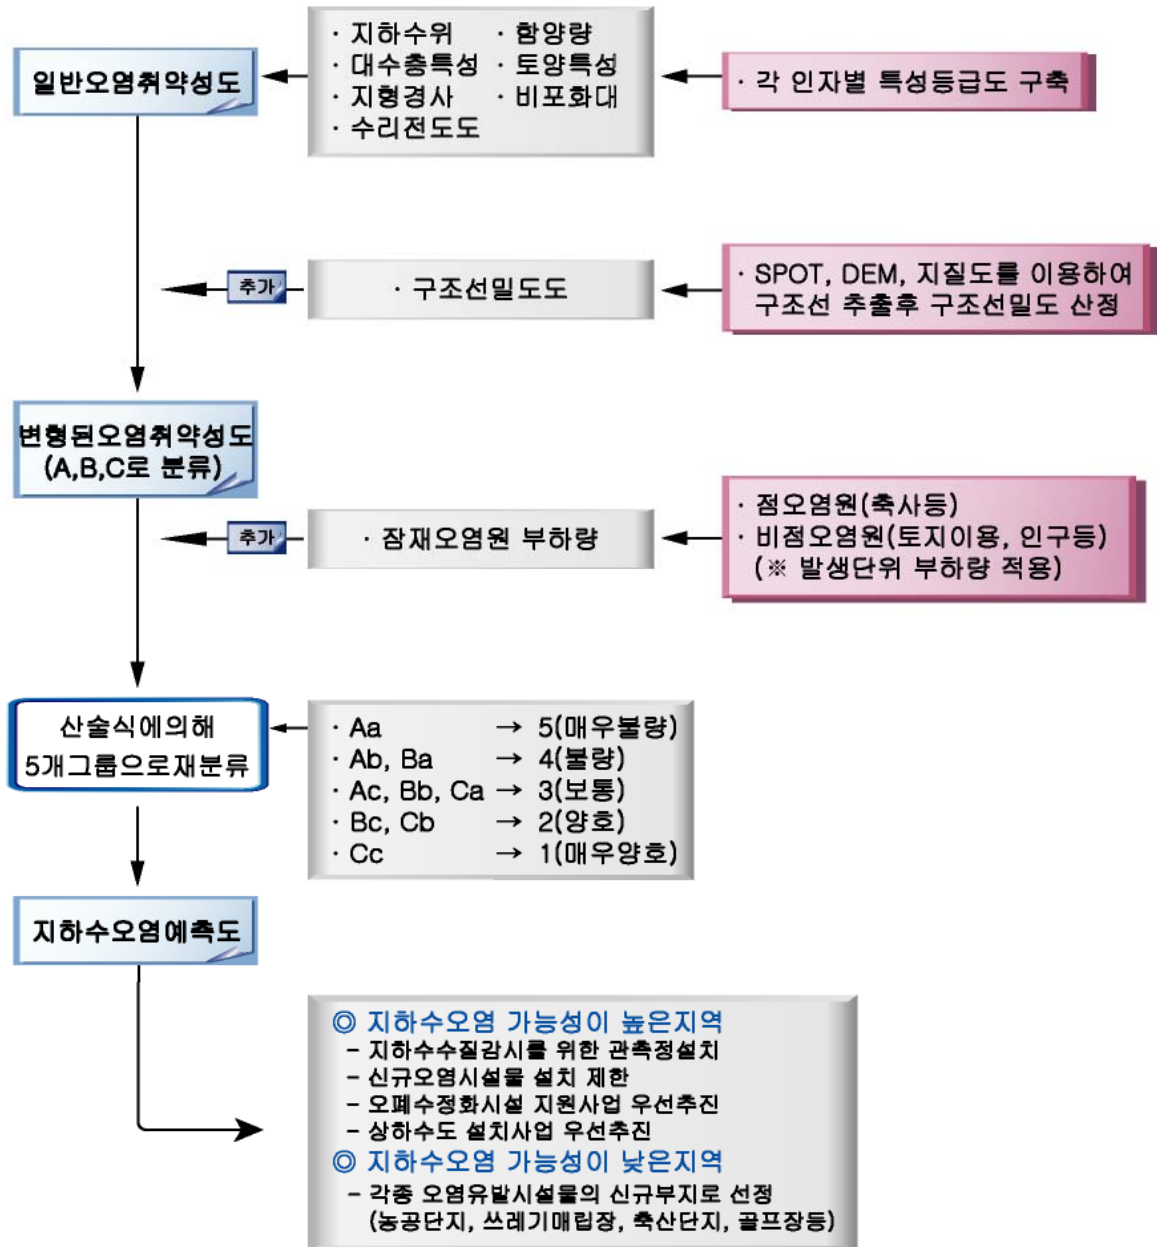 일반오염취약성도
· 지하수위 · 함양량
· 대수층특성 · 토양특성
· 지형경사 · 비포화대
· 수리전도도
· 각 인자별 특성등급도 구축
추가
· 구조선밀도도
· SPOT, DEM, 지질도를 이용하여
구조선 추출후 구조선밀도 산정
변형된오염취약성도
(A,B,C로 분류)
추가
· 잠재오염원 부하량
· 점오염원(축사등)
· 비점오염원(토지이용, 인구등)
(※ 발생단위 부하량 적용)
산술식에의해
5개그룹으로재분류
· Aa → 5(매우불량)
· Ab, Ba → 4(불량)
· Ac, Bb, Ca → 3(보통)
· Bc, Cb → 2(양호)
· Cc → 1(매우양호)
지하수오염예측도
◎ 지하수오염 가능성이 높은지역
– 지하수수질감시를 위한 관측정설치
– 신규오염시설물 설치 제한
– 오폐수정화시설 지원사업 우선추진
– 상하수도 설치사업 우선추진
◎ 지하수오염 가능성이 낮은지역
– 각종 오염유발시설물의 신규부지로 선정
(농공단지, 쓰레기매립장, 축산단지, 골프장등)